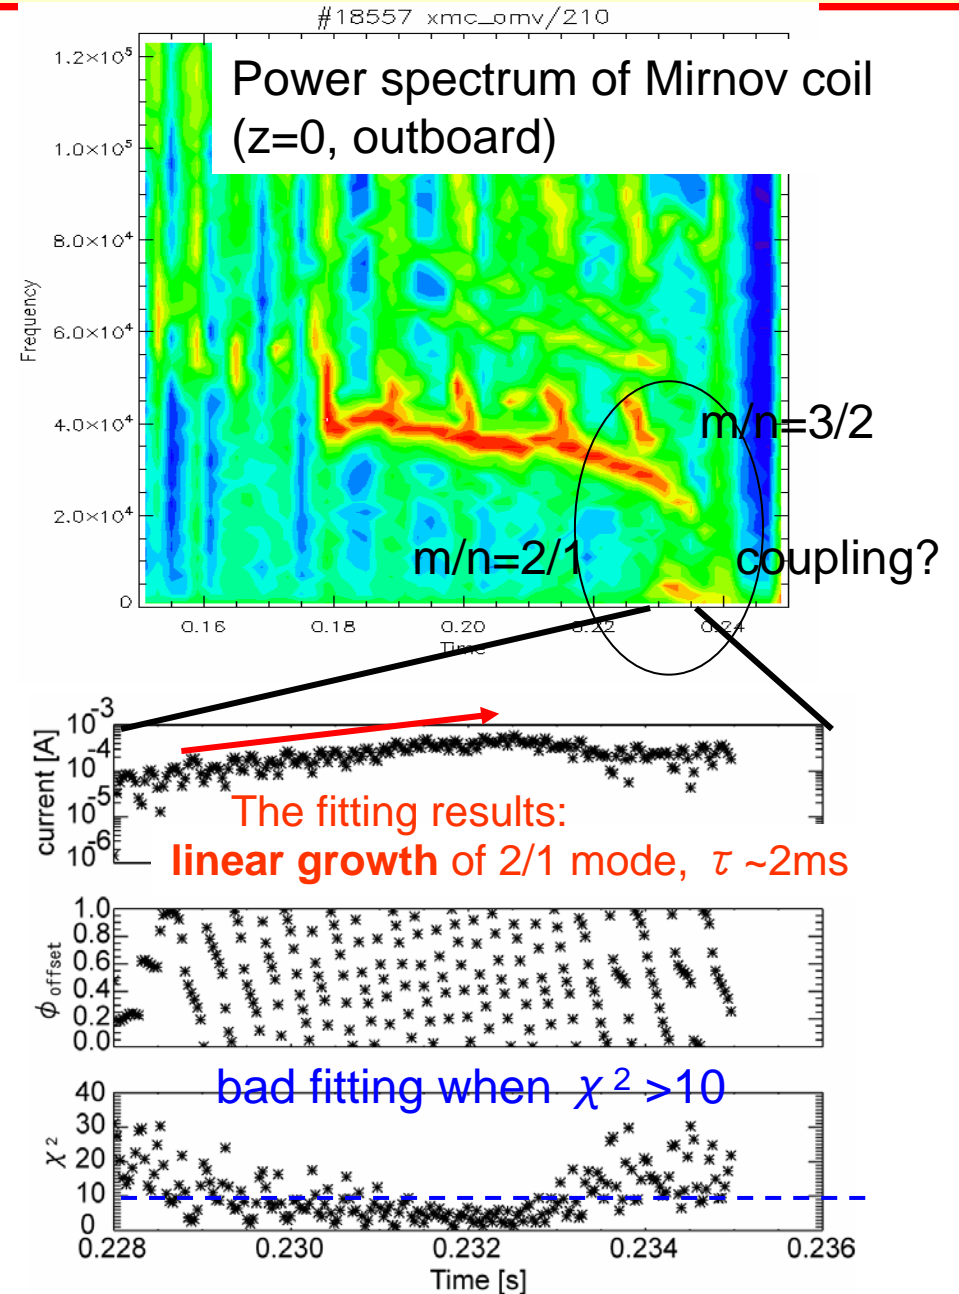 #18557 xmc_omv/210
Power spectrum of Mirnov coil
(z=0, outboard)
1.2×10⁵
1.0×10⁵
8.0×10⁴
6.0×10⁴
4.0×10⁴
2.0×10⁴
0
Frequency
m/n=3/2
m/n=2/1
coupling?
0.16 0.18 0.20 0.22 0.24
Time
10⁻³
10⁻⁴
10⁻⁵
10⁻⁶
current [A]
The fitting results:
linear growth of 2/1 mode, τ ~2ms
1.0
0.8
0.6
0.4
0.2
0.0
ϕ offset
bad fitting when χ² >10
40
30
20
10
0
χ²
0.228 0.230 0.232 0.234 0.236
Time [s]